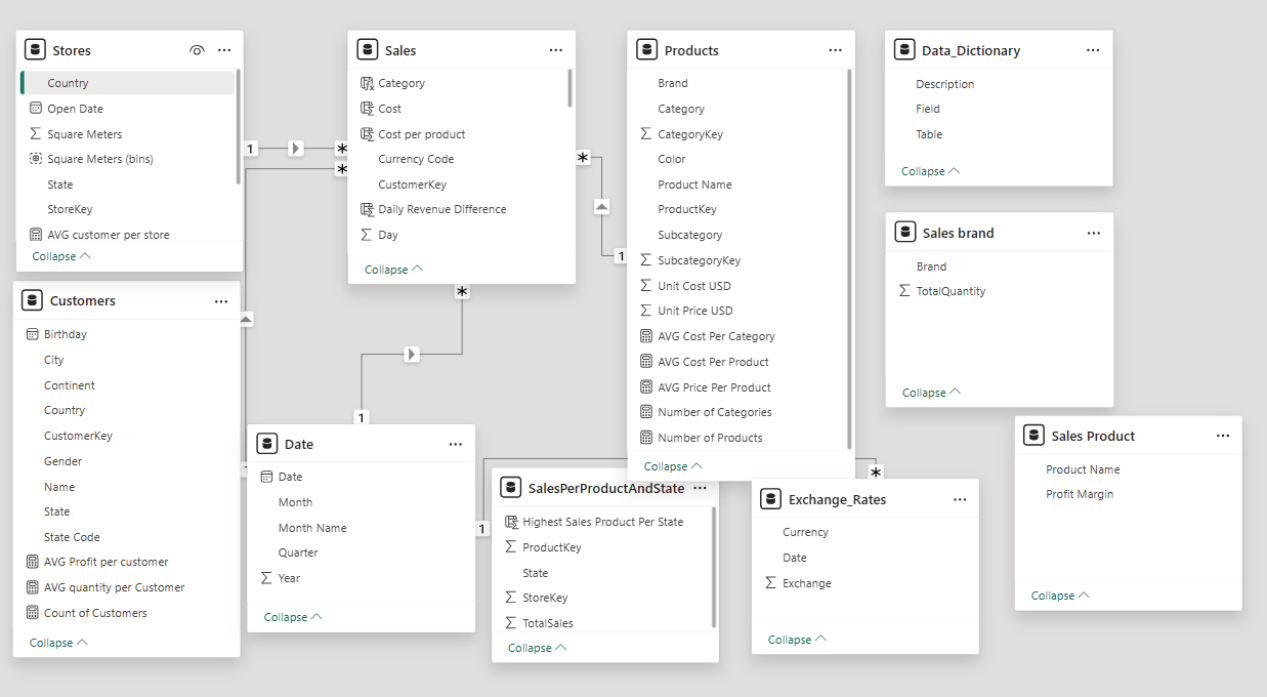 Stores
Country
Open Date
Square Meters
Square Meters (bins)
State
StoreKey
AVG customer per store
Collapse
Sales
Category
Cost
Cost per product
Currency Code
CustomerKey
Daily Revenue Difference
Day
Collapse
Products
Brand
Category
CategoryKey
Color
Product Name
ProductKey
Subcategory
SubcategoryKey
Unit Cost USD
Unit Price USD
AVG Cost Per Category
AVG Cost Per Product
AVG Price Per Product
Number of Categories
Number of Products
Collapse
Data_Dictionary
Description
Field
Table
Collapse
Sales brand
Brand
TotalQuantity
Collapse
Customers
Birthday
City
Continent
Country
CustomerKey
Gender
Name
State
State Code
AVG Profit per customer
AVG quantity per Customer
Count of Customers
Collapse
Date
Date
Month
Month Name
Quarter
Year
Collapse
SalesPerProductAndState
Highest Sales Product Per State
ProductKey
State
StoreKey
TotalSales
Collapse
Exchange_Rates
Currency
Date
Exchange
Collapse
Sales Product
Product Name
Profit Margin
Collapse
1
*
*
*
1
*
1
1
*